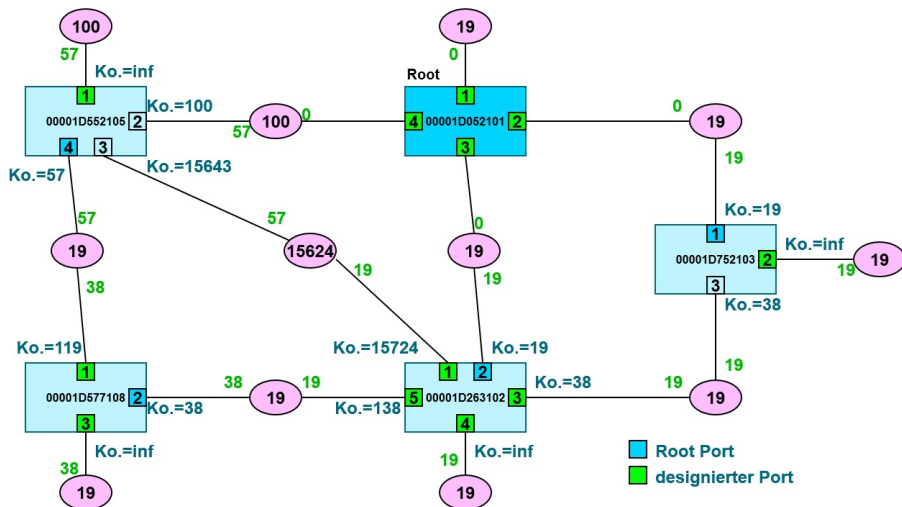 100
19
57
0
Root
Ko.=inf
1
1
Ko.=100
00001D552105
2
100
0
4
00001D052101
2
0
19
57
4
3
3
Ko.=57
Ko.=15643
19
57
57
0
Ko.=19
19
15624
19
1
Ko.=inf
00001D752103
2
19
19
38
19
19
3
Ko.=38
Ko.=119
Ko.=15724
Ko.=19
19
1
1
2
38
19
Ko.=38
19
00001D577108
2
19
5
00001D263102
3
19
Ko.=38
Ko.=138
3
4
Ko.=inf
Ko.=inf
Root Port
38
19
designierter Port
19
19